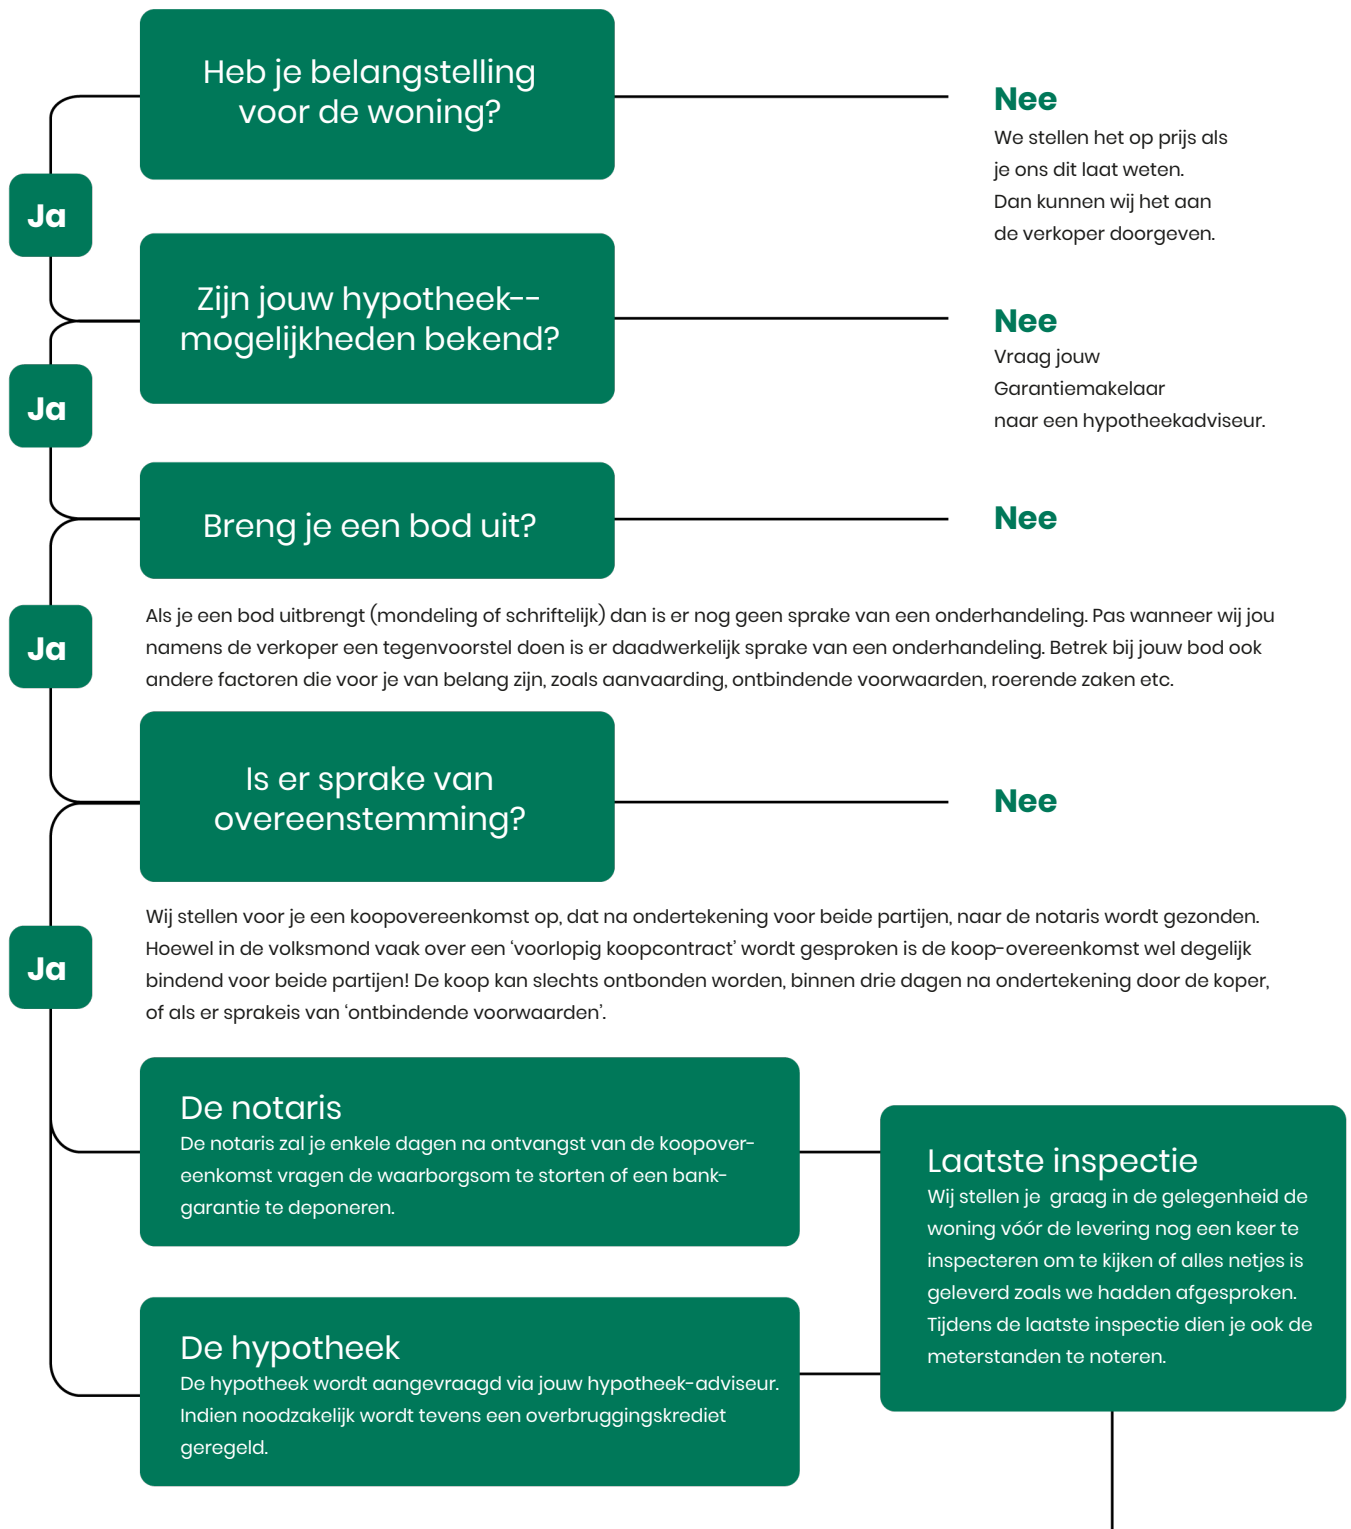 Heb je belangstelling
voor de woning?
Nee
We stellen het op prijs als
je ons dit laat weten.
Dan kunnen wij het aan
de verkoper doorgeven.
Ja
Zijn jouw hypotheek--
mogelijkheden bekend?
Nee
Vraag jouw
Garantiemakelaar
naar een hypotheekadviseur.
Ja
Breng je een bod uit?
Nee
Ja
Als je een bod uitbrengt (mondeling of schriftelijk) dan is er nog geen sprake van een onderhandeling. Pas wanneer wij jou
namens de verkoper een tegenvoorstel doen is er daadwerkelijk sprake van een onderhandeling. Betrek bij jouw bod ook
andere factoren die voor je van belang zijn, zoals aanvaarding, ontbindende voorwaarden, roerende zaken etc.
Is er sprake van
overeenstemming?
Nee
Ja
Wij stellen voor je een koopovereenkomst op, dat na ondertekening voor beide partijen, naar de notaris wordt gezonden.
Hoewel in de volksmond vaak over een ‘voorlopig koopcontract’ wordt gesproken is de koop-overeenkomst wel degelijk
bindend voor beide partijen! De koop kan slechts ontbonden worden, binnen drie dagen na ondertekening door de koper,
of als er sprakeis van ‘ontbindende voorwaarden’.
De notaris
De notaris zal je enkele dagen na ontvangst van de koopover-
eenkomst vragen de waarborgsom te storten of een bank-
garantie te deponeren.
Laatste inspectie
Wij stellen je graag in de gelegenheid de
woning vóór de levering nog een keer te
inspecteren om te kijken of alles netjes is
geleverd zoals we hadden afgesproken.
Tijdens de laatste inspectie dien je ook de
meterstanden te noteren.
De hypotheek
De hypotheek wordt aangevraagd via jouw hypotheek-adviseur.
Indien noodzakelijk wordt tevens een overbruggingskrediet
geregeld.